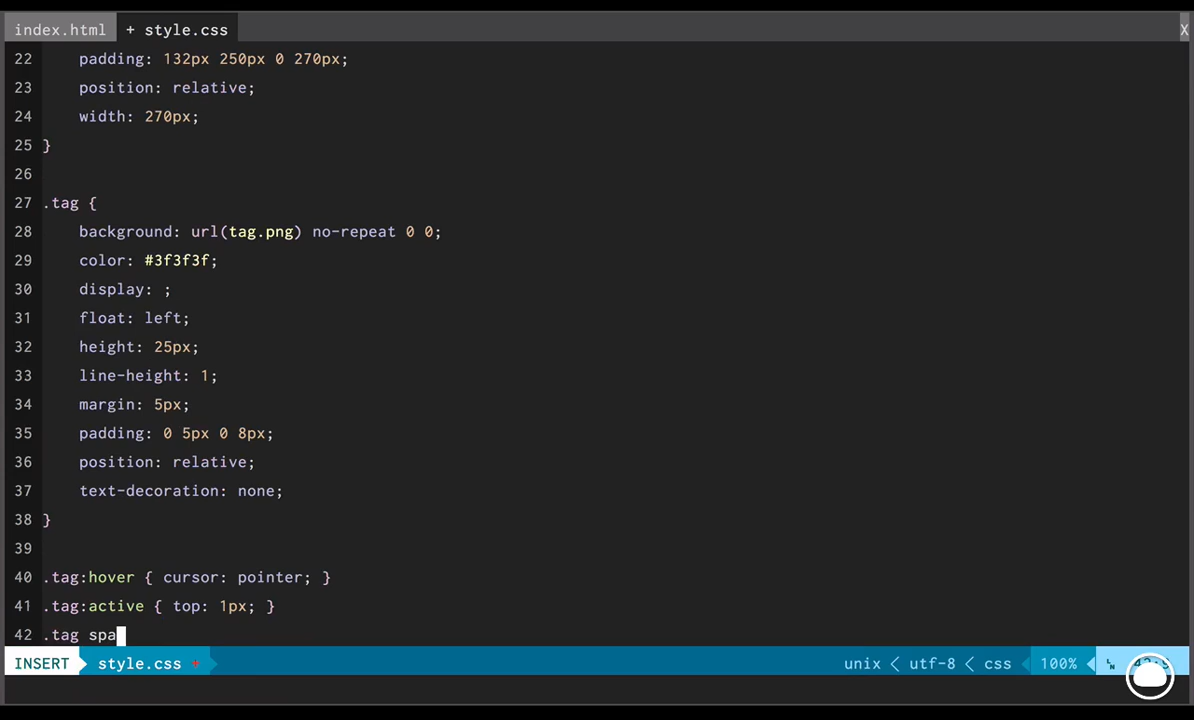 index.html + style.css X
22 padding: 132px 250px 0 270px;
23 position: relative;
24 width: 270px;
25 }
26
27 .tag {
28 background: url(tag.png) no-repeat 0 0;
29 color: #3f3f3f;
30 display: ;
31 float: left;
32 height: 25px;
33 line-height: 1;
34 margin: 5px;
35 padding: 0 5px 0 8px;
36 position: relative;
37 text-decoration: none;
38 }
39
40 .tag:hover { cursor: pointer; }
41 .tag:active { top: 1px; }
42 .tag spa
INSERT style.css * unix < utf-8 < css 100%